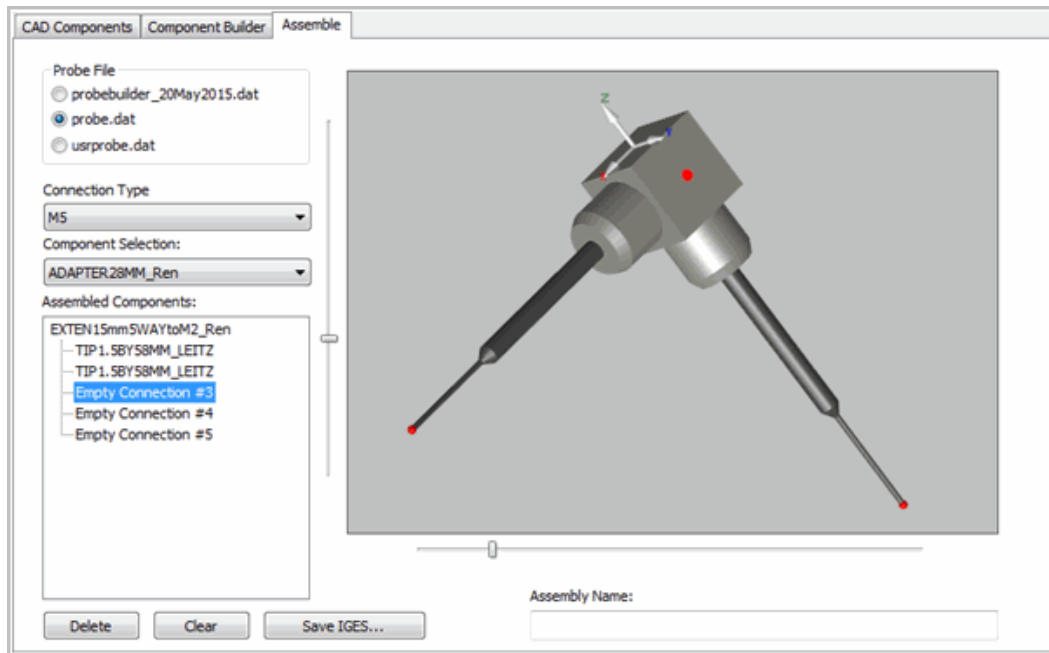 CAD Components Component Builder Assemble
Probe File
probebuilder_20May2015.dat
probe.dat
usrprobe.dat
Connection Type
M5
Component Selection:
ADAPTER28MM_Ren
Assembled Components:
EXTEN15mm5WAYtoM2_Ren
TIP1.5BY58MM_LEITZ
TIP1.5BY58MM_LEITZ
Empty Connection #3
Empty Connection #4
Empty Connection #5
Z
Y
Delete Clear Save IGES...
Assembly Name: